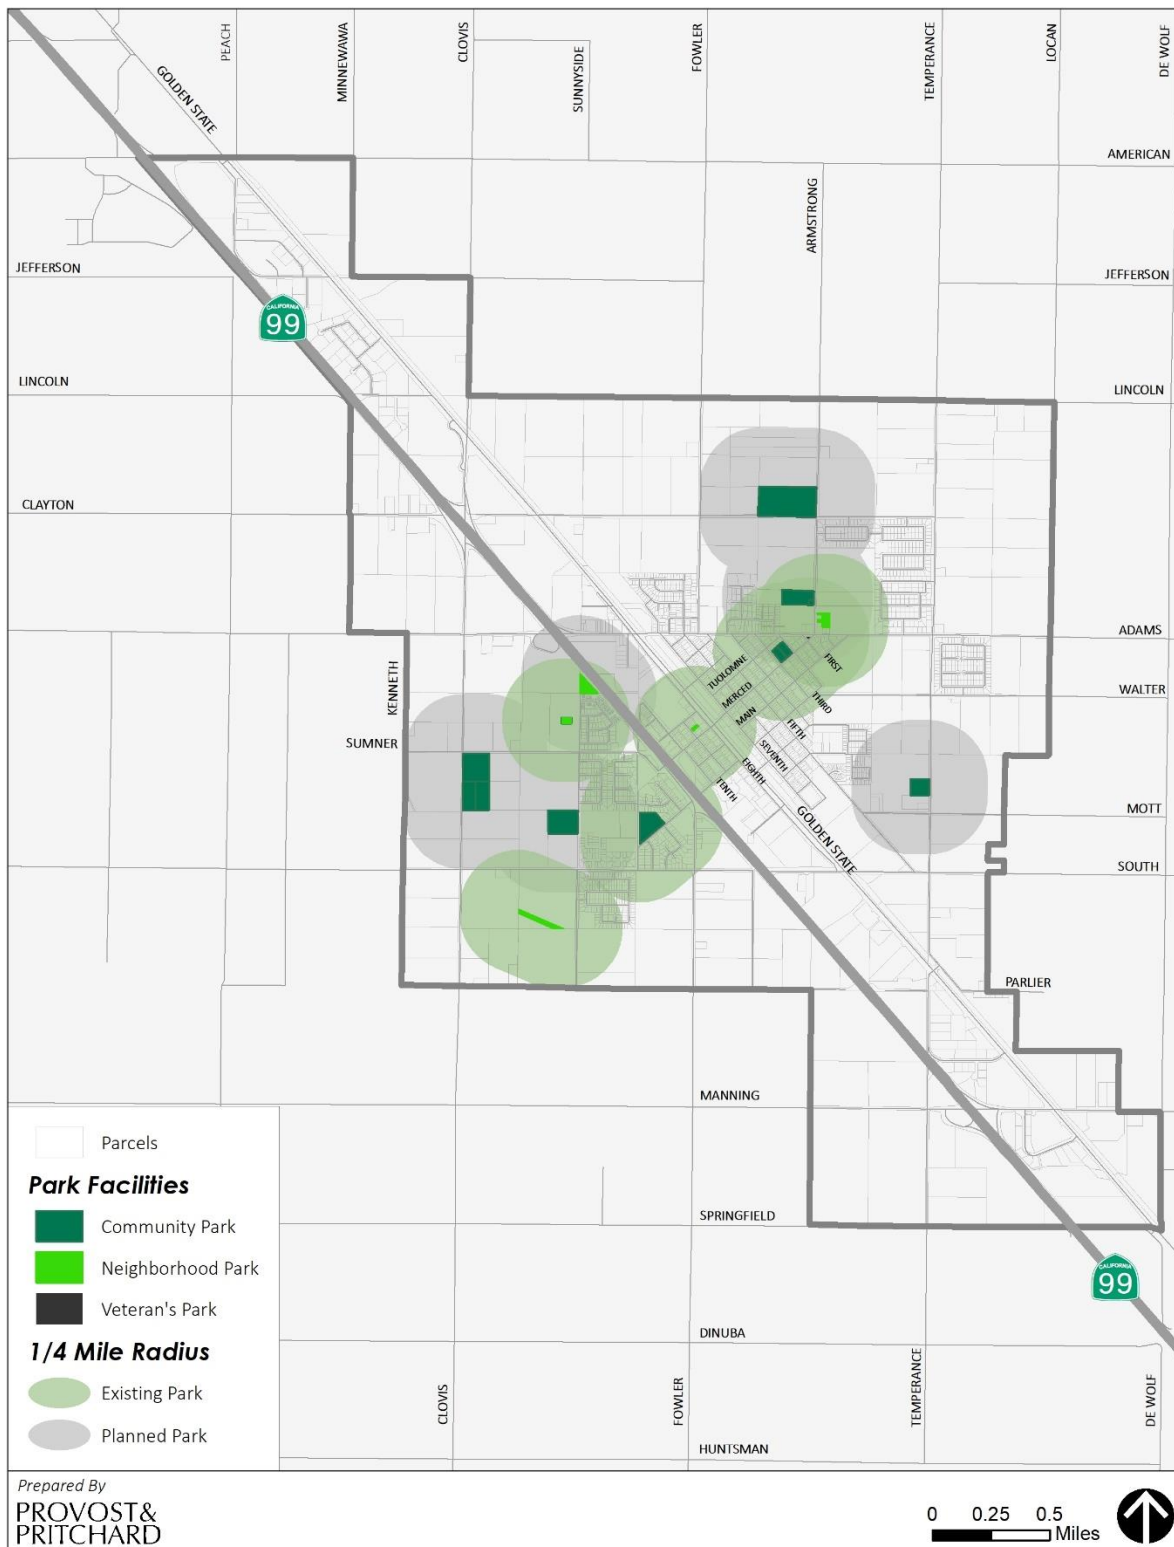 PEACH
MINNEWAWA
CLOVIS
SUNNYSIDE
FOWLER
TEMPERANCE
LOCAN
DE WOLF
GOLDEN STATE
AMERICAN
ARMSTRONG
JEFFERSON
JEFFERSON
CALIFORNIA
99
LINCOLN
LINCOLN
CLAYTON
ADAMS
KENNETH
TUOLOMNE
FIRST
MERCED
WALTER
MAIN
THIRD
SUMNER
FIFTH
SEVENTH
EIGHTH
TENTH
MOTT
GOLDEN STATE
SOUTH
PARLIER
MANNING
SPRINGFIELD
CALIFORNIA
99
DINUBA
CLOVIS
FOWLER
TEMPERANCE
DE WOLF
HUNTSMAN
Parcels
Park Facilities
Community Park
Neighborhood Park
Veteran's Park
1/4 Mile Radius
Existing Park
Planned Park
Prepared By
PROVOST&
PRITCHARD
0 0.25 0.5
Miles